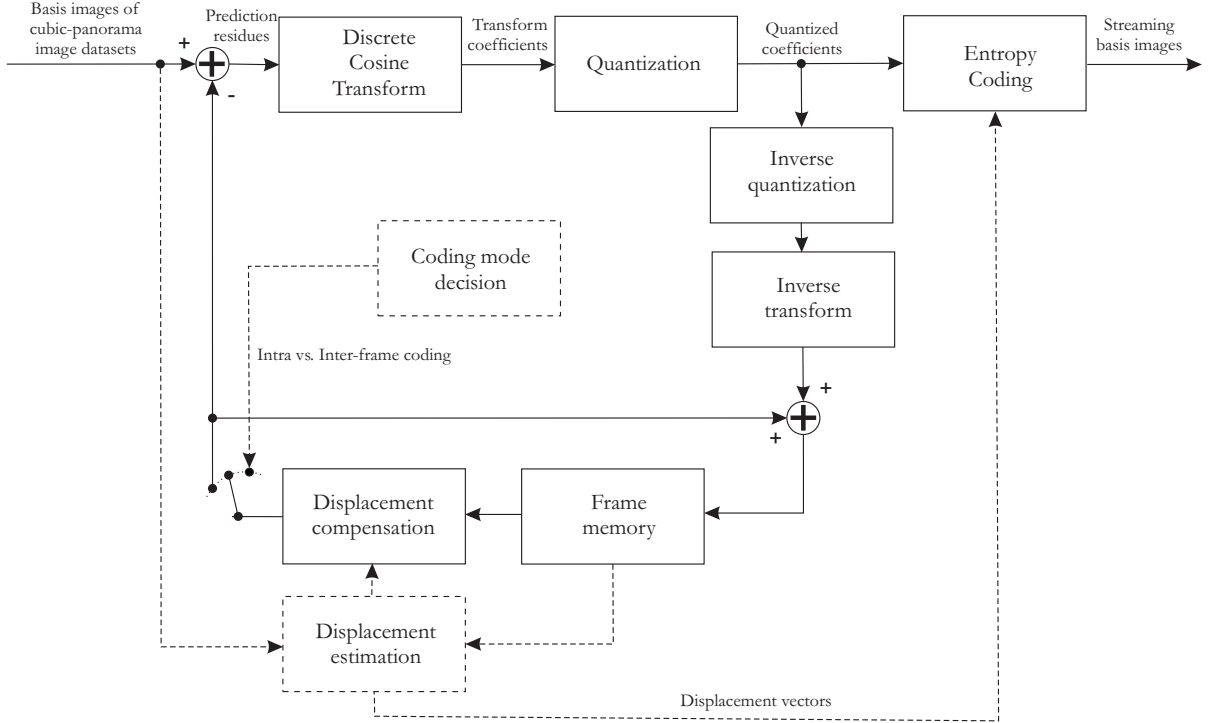 Basis images of
cubic-panorama
image datasets
+
Prediction
residues
-
Discrete
Cosine
Transform
Transform
coefficients
Quantization
Quantized
coefficients
Entropy
Coding
Streaming
basis images
Inverse
quantization
Inverse
transform
Coding mode
decision
Intra vs. Inter-frame coding
+
+
Displacement
compensation
Frame
memory
Displacement
estimation
Displacement vectors